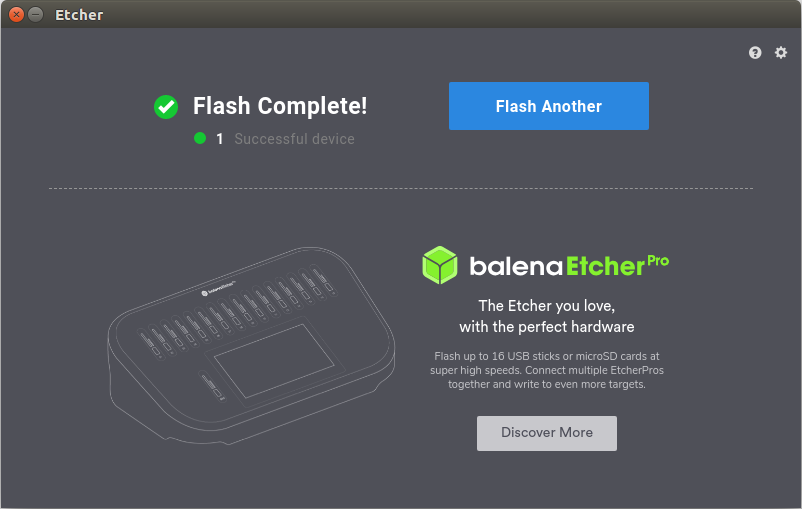 Etcher
Flash Complete!
1 Successful device
Flash Another
balenaEtcher Pro
The Etcher you love,
with the perfect hardware
Flash up to 16 USB sticks or microSD cards at
super high speeds. Connect multiple EtcherPros
together and write to even more targets.
Discover More